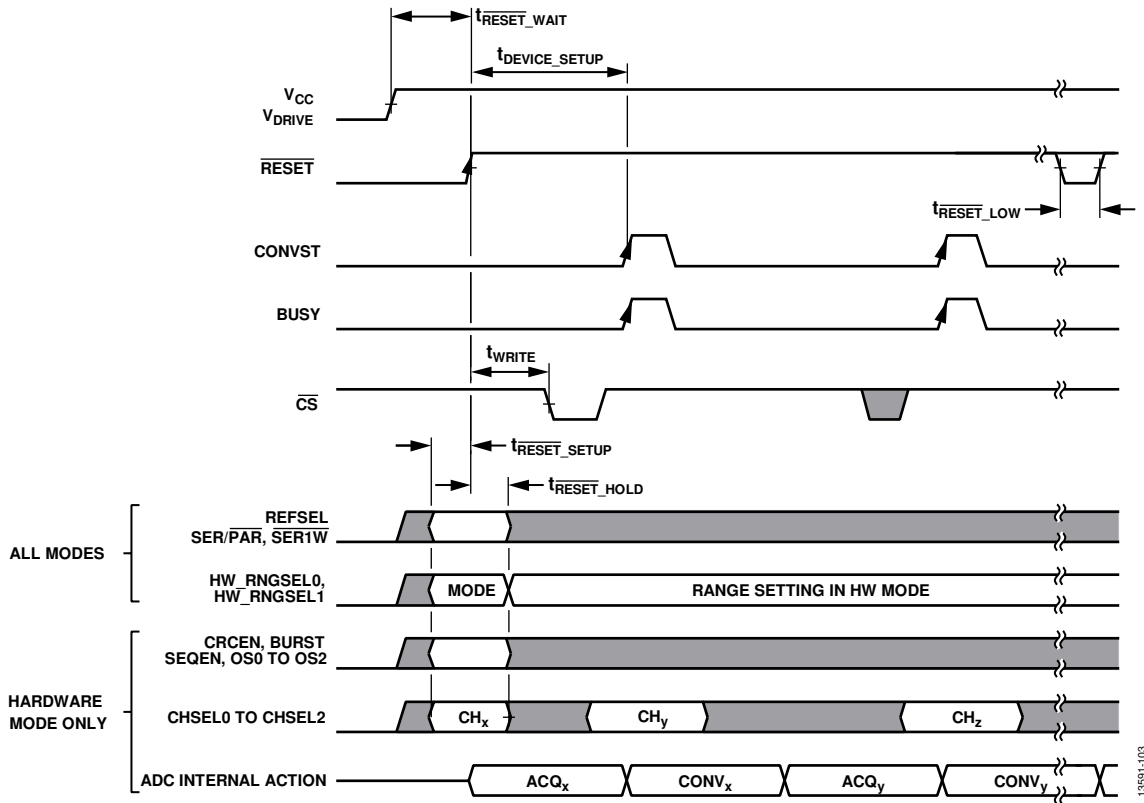 tRESET_WAIT
tDEVICE_SETUP
VCC
VDRIVE
RESET
tRESET_LOW
CONVST
BUSY
tWRITE
CS
tRESET_SETUP
tRESET_HOLD
ALL MODES
REFSEL
SER/PAR, SER1W
HW_RNGSEL0,
HW_RNGSEL1
MODE
RANGE SETTING IN HW MODE
HARDWARE
MODE ONLY
CRCEN, BURST
SEQEN, OS0 TO OS2
CHSEL0 TO CHSEL2
CHx
CHy
CHz
ADC INTERNAL ACTION
ACQx
CONVx
ACQy
CONVy
13591-103